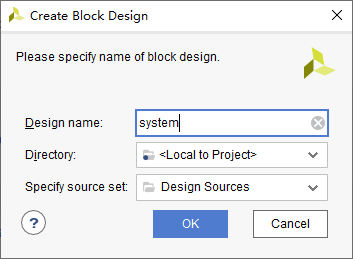 Create Block Design
Please specify name of block design.
Design name: system
Directory: <Local to Project>
Specify source set: Design Sources
? OK Cancel